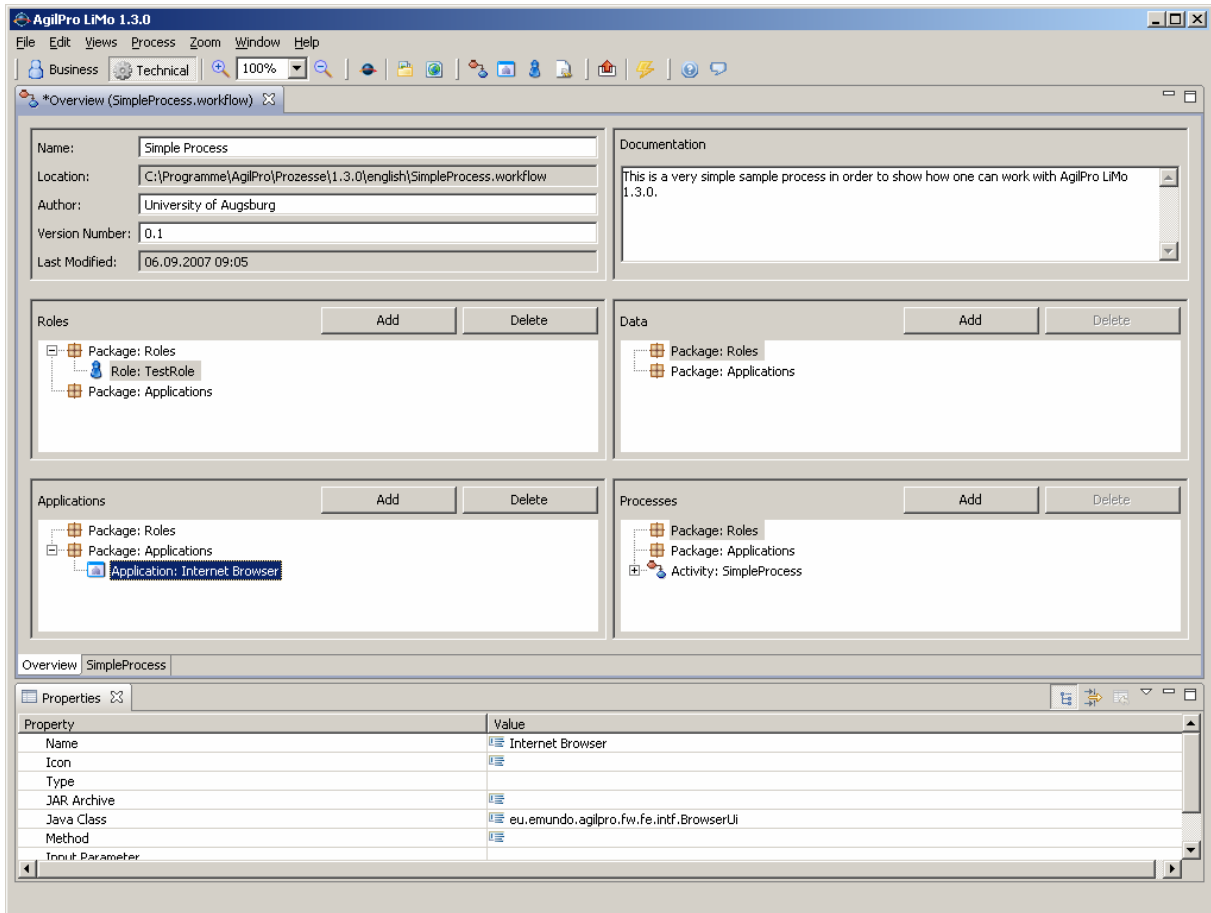 AgilPro LiMo 1.3.0
File Edit Views Process Zoom Window Help
Business Technical 100%
*Overview (SimpleProcess.workflow)
Name: Simple Process
Location: C:\Programme\AgilPro\Prozesse\1.3.0\english\SimpleProcess.workflow
Author: University of Augsburg
Version Number: 0.1
Last Modified: 06.09.2007 09:05
Documentation
This is a very simple sample process in order to show how one can work with AgilPro LiMo
1.3.0.
Roles Add Delete
Package: Roles
Role: TestRole
Package: Applications
Data Add Delete
Package: Roles
Package: Applications
Applications Add Delete
Package: Roles
Package: Applications
Application: Internet Browser
Processes Add Delete
Package: Roles
Package: Applications
Activity: SimpleProcess
Overview SimpleProcess
Properties
Property Value
Name Internet Browser
Icon
Type
JAR Archive
Java Class eu.emundo.agilpro.fw.fe.intf.BrowserUi
Method
Input Parameter